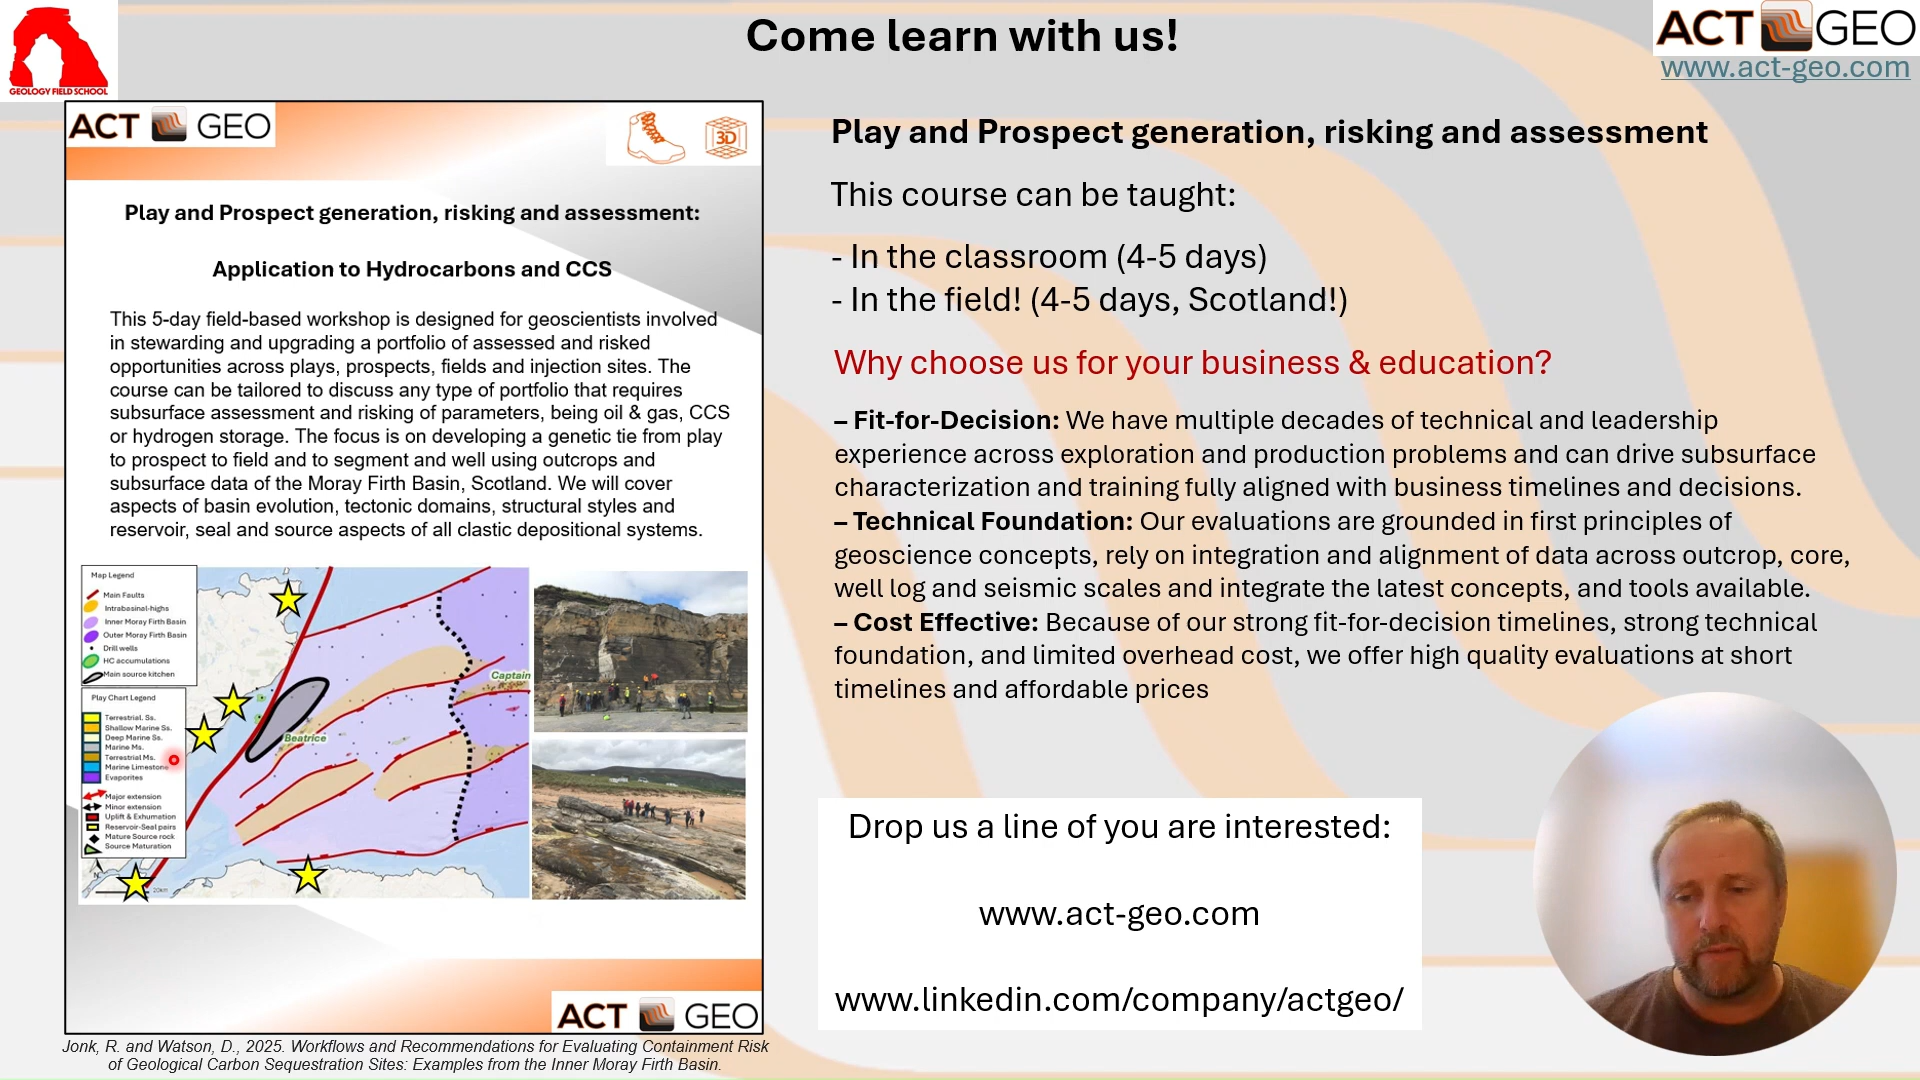 Come learn with us!
GEOLOGY FIELD SCHOOL
ACT GEO
www.act-geo.com
ACT GEO
3D
Play and Prospect generation, risking and assessment:
Application to Hydrocarbons and CCS
This 5-day field-based workshop is designed for geoscientists involved
in stewarding and upgrading a portfolio of assessed and risked
opportunities across plays, prospects, fields and injection sites. The
course can be tailored to discuss any type of portfolio that requires
subsurface assessment and risking of parameters, being oil & gas, CCS
or hydrogen storage. The focus is on developing a genetic tie from play
to prospect to field and to segment and well using outcrops and
subsurface data of the Moray Firth Basin, Scotland. We will cover
aspects of basin evolution, tectonic domains, structural styles and
reservoir, seal and source aspects of all clastic depositional systems.
Map Legend
Main Faults
Intrabasinal-highs
Inner Moray Firth Basin
Outer Moray Firth Basin
Drill wells
HC accumulations
Main source kitchen
Play Chart Legend
Terrestrial. Ss.
Shallow Marine Ss.
Deep Marine Ss.
Marine Ms.
Terrestrial Ms.
Marine Limestone
Evaporites
Major extension
Minor extension
Uplift & Exhumation
Reservoir-Seal pairs
Mature Source rock
Source Maturation
N
20km
Captain
Beatrice
ACT GEO
Jonk, R. and Watson, D., 2025. Workflows and Recommendations for Evaluating Containment Risk
of Geological Carbon Sequestration Sites: Examples from the Inner Moray Firth Basin.
Play and Prospect generation, risking and assessment
This course can be taught:
- In the classroom (4-5 days)
- In the field! (4-5 days, Scotland!)
Why choose us for your business & education?
– Fit-for-Decision: We have multiple decades of technical and leadership
experience across exploration and production problems and can drive subsurface
characterization and training fully aligned with business timelines and decisions.
– Technical Foundation: Our evaluations are grounded in first principles of
geoscience concepts, rely on integration and alignment of data across outcrop, core,
well log and seismic scales and integrate the latest concepts, and tools available.
– Cost Effective: Because of our strong fit-for-decision timelines, strong technical
foundation, and limited overhead cost, we offer high quality evaluations at short
timelines and affordable prices
Drop us a line of you are interested:
www.act-geo.com
www.linkedin.com/company/actgeo/